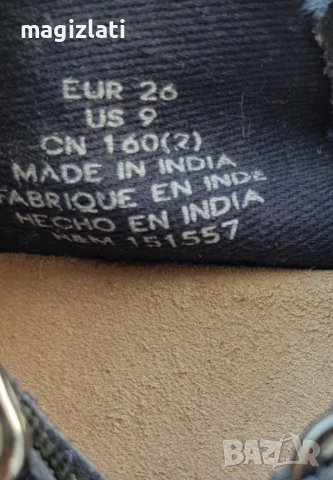 magizlati
EUR 26
US 9
CN 160(2)
MADE IN INDIA
FABRIQUE EN INDE
HECHO EN INDIA
H&M 151557
BAZAR